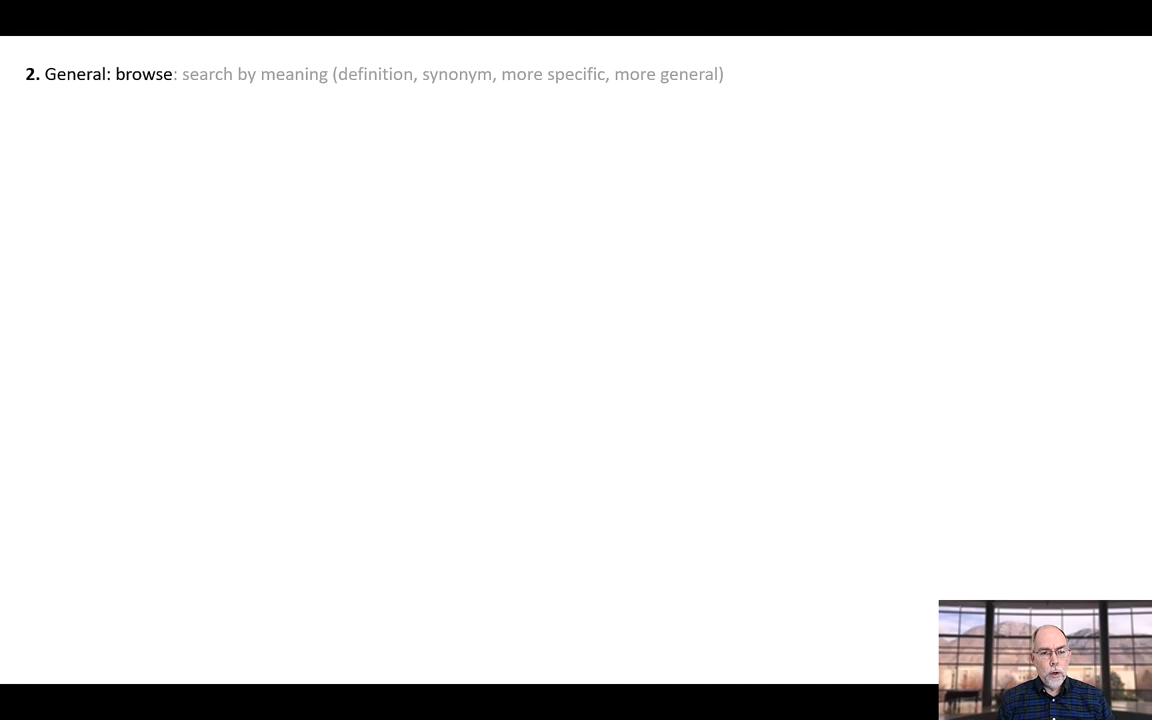 2. General: browse: search by meaning (definition, synonym, more specific, more general)